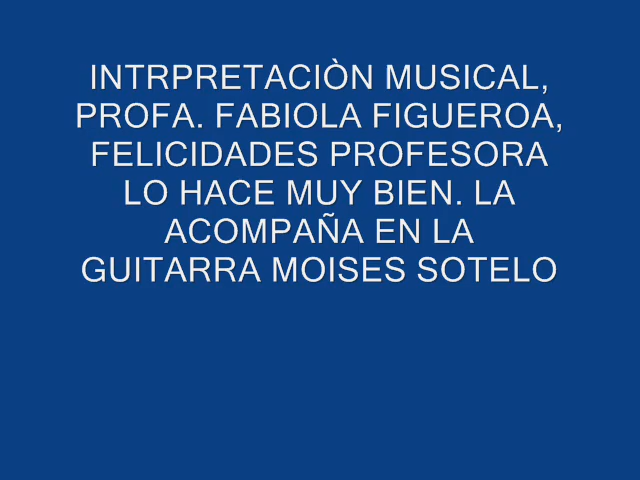 INTRPRETACIÒN MUSICAL,
PROFA. FABIOLA FIGUEROA,
FELICIDADES PROFESORA
LO HACE MUY BIEN. LA
ACOMPAÑA EN LA
GUITARRA MOISES SOTELO